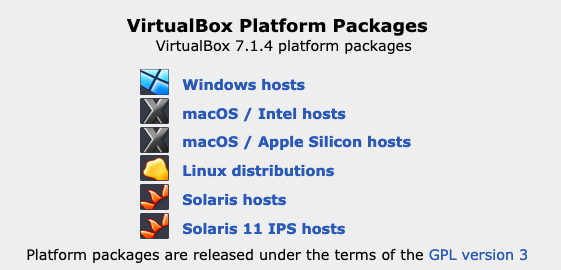 VirtualBox Platform Packages
VirtualBox 7.1.4 platform packages
Windows hosts
macOS / Intel hosts
macOS / Apple Silicon hosts
Linux distributions
Solaris hosts
Solaris 11 IPS hosts
Platform packages are released under the terms of the GPL version 3